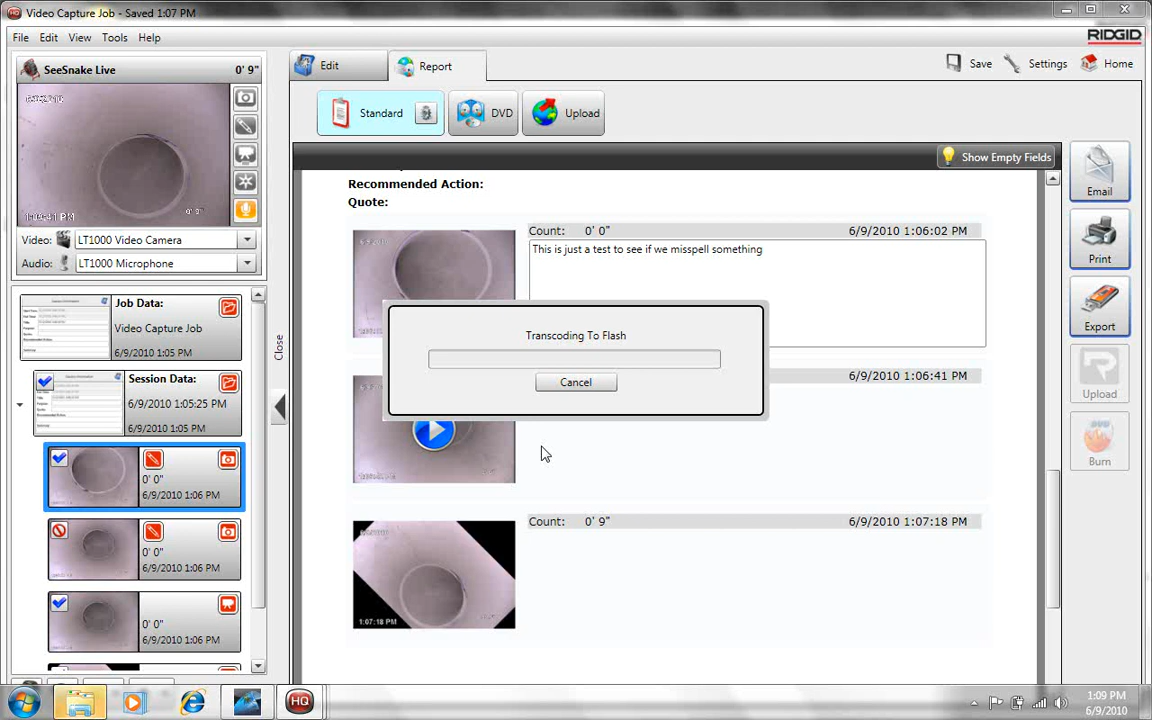 Video Capture Job - Saved 1:07 PM
File Edit View Tools Help
RIDGID
SeeSnake Live 0' 9"
Edit Report
Save Settings Home
Standard DVD Upload
Show Empty Fields
Video: LT1000 Video Camera
Audio: LT1000 Microphone
Job Data:
Video Capture Job
6/9/2010 1:05 PM
Session Data:
6/9/2010 1:05:25 PM
6/9/2010 1:05 PM
0' 0"
6/9/2010 1:06 PM
0' 0"
6/9/2010 1:06 PM
0' 0"
6/9/2010 1:06 PM
Close
Recommended Action:
Quote:
Count: 0' 0" 6/9/2010 1:06:02 PM
This is just a test to see if we misspell something
Transcoding To Flash
Cancel
6/9/2010 1:06:41 PM
Count: 0' 9" 6/9/2010 1:07:18 PM
1:07:18 PM
Email
Print
Export
Upload
Burn
HQ
1:09 PM
6/9/2010